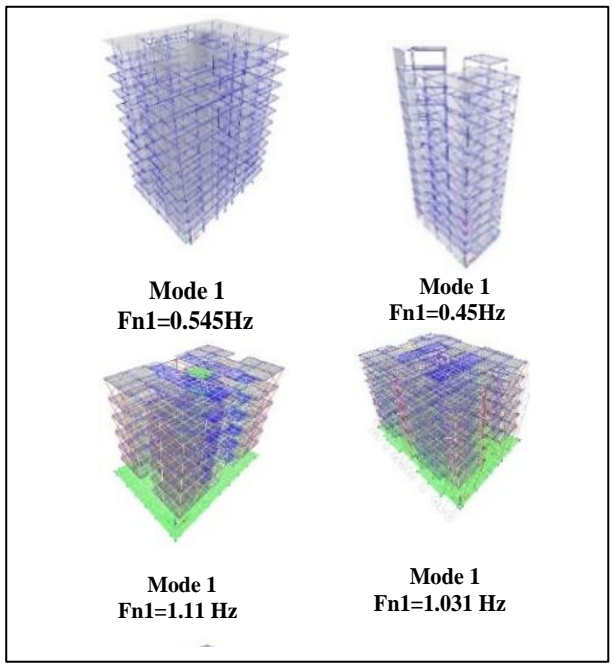 Mode 1
Fn1=0.545Hz
Mode 1
Fn1=0.45Hz
Mode 1
Fn1=1.11 Hz
Mode 1
Fn1=1.031 Hz